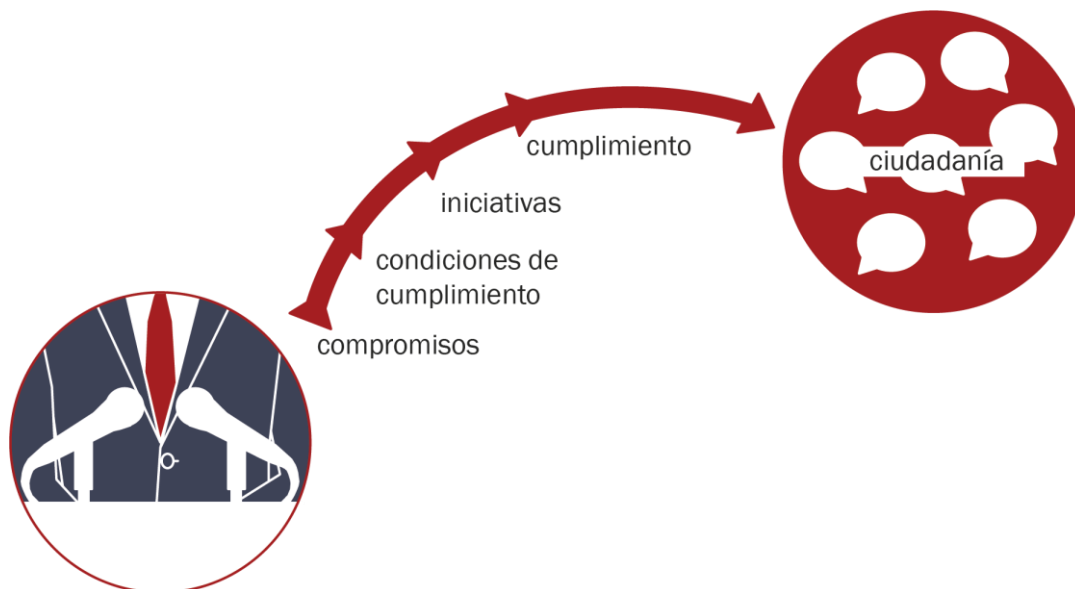 cumplimiento
ciudadanía
iniciativas
condiciones de
cumplimiento
compromisos